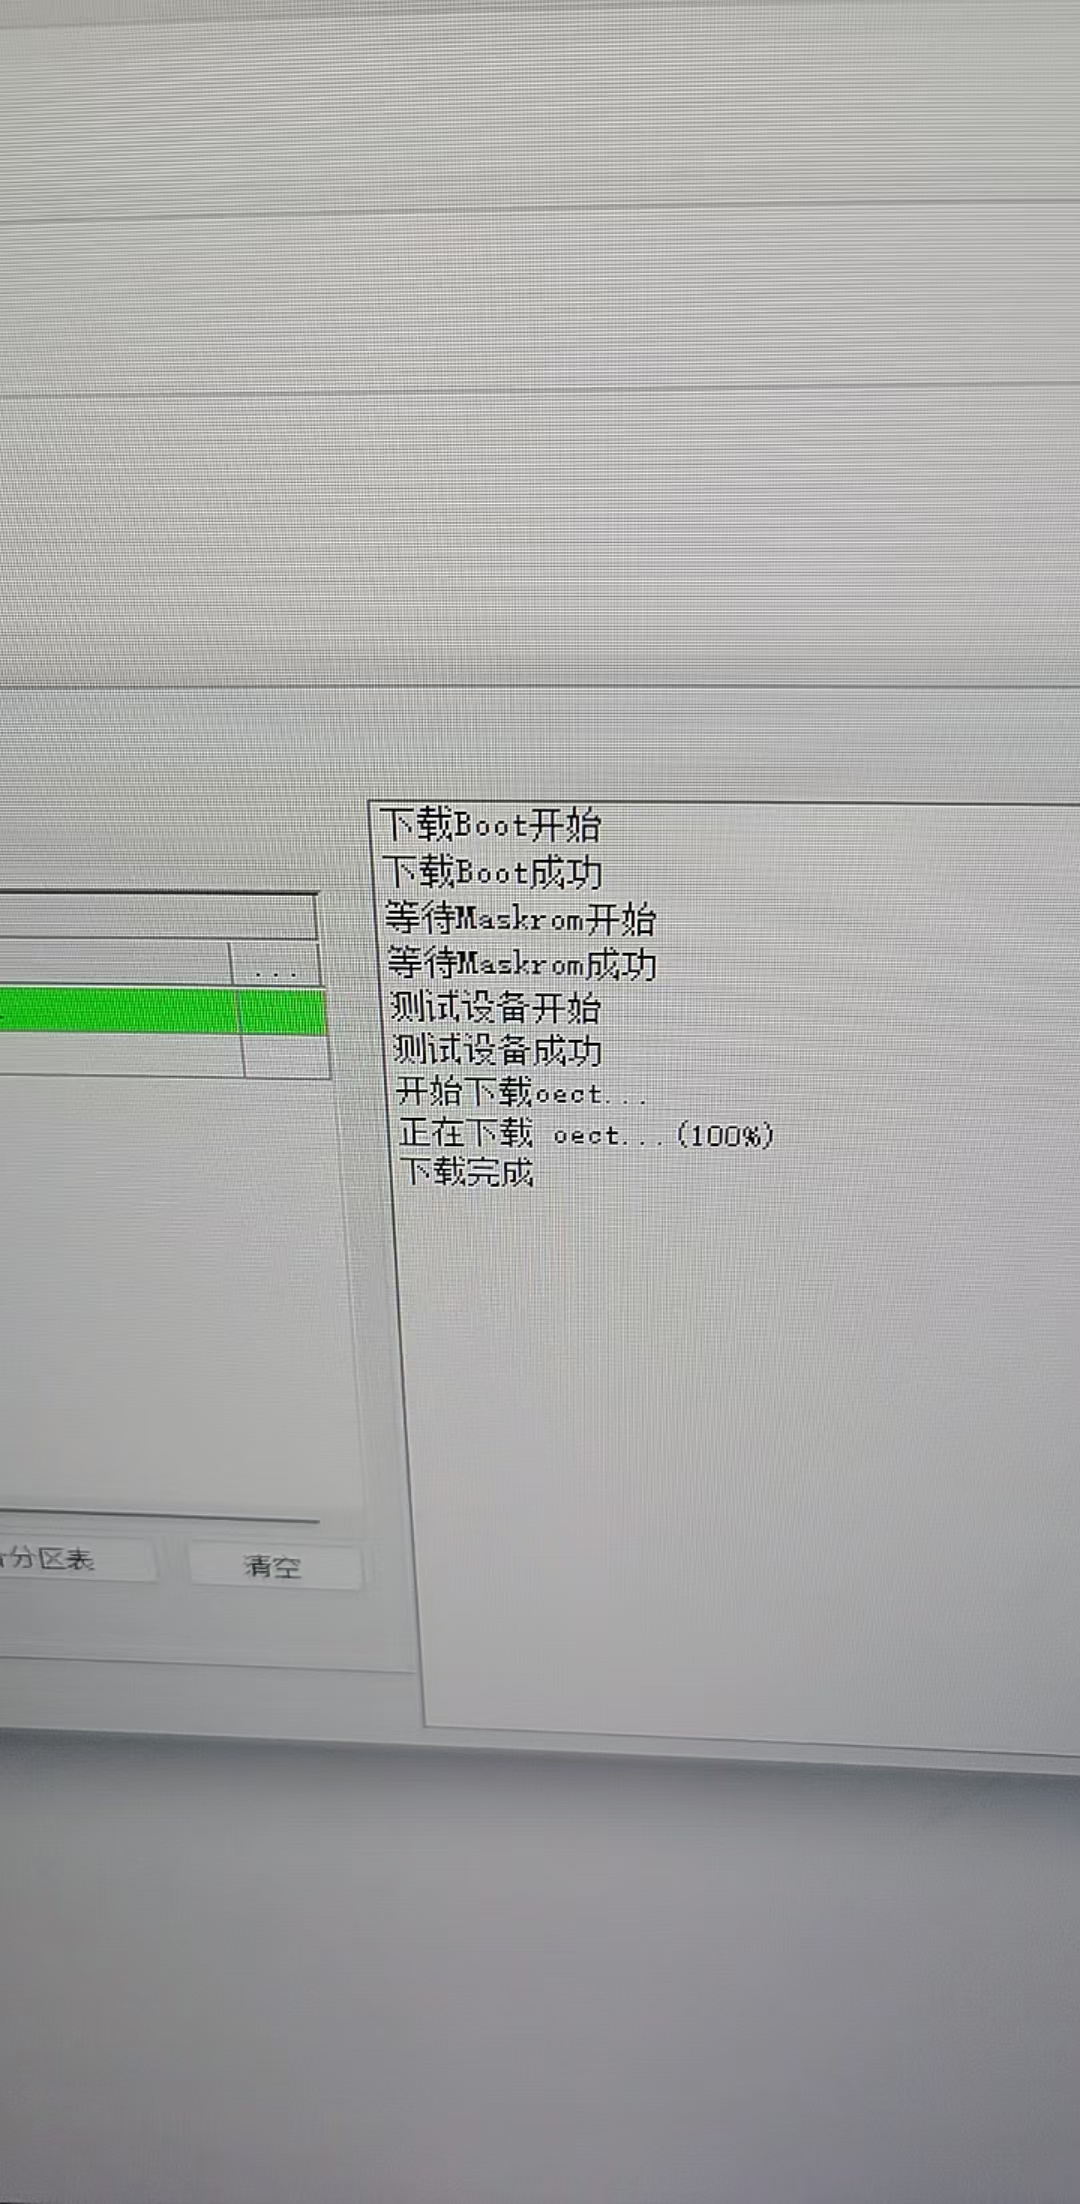 下载Boot开始
下载Boot成功
等待Maskrom开始
等待Maskrom成功
测试设备开始
测试设备成功
开始下载oect...
正在下载 oect...(100%)
下载完成
...
分区表
清空